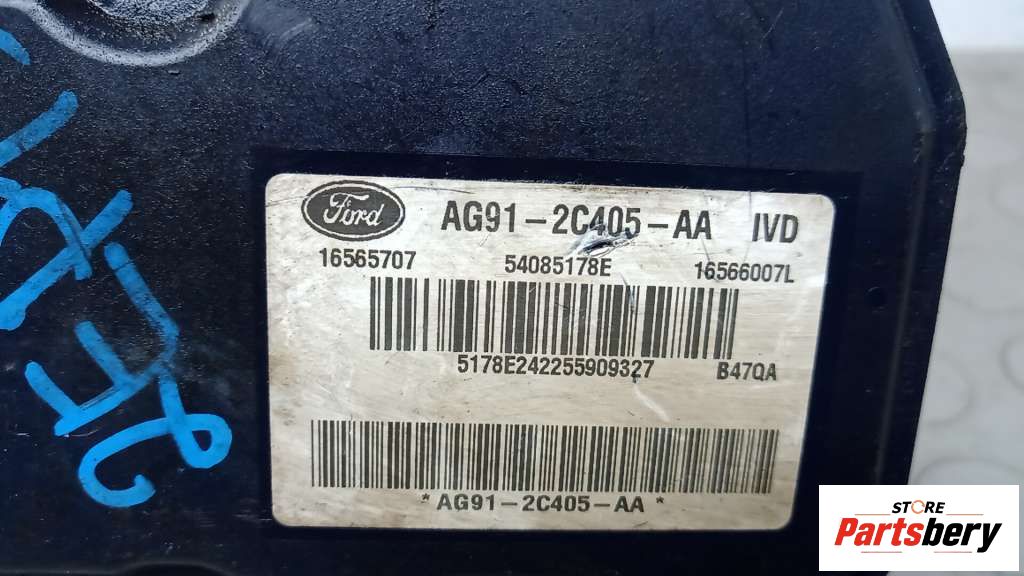 Ford AG91-2C405-AA IVD
16565707 54085178E 16566007L
5178E242255909327 B47QA
*AG91-2C405-AA*
STORE
Partsbery